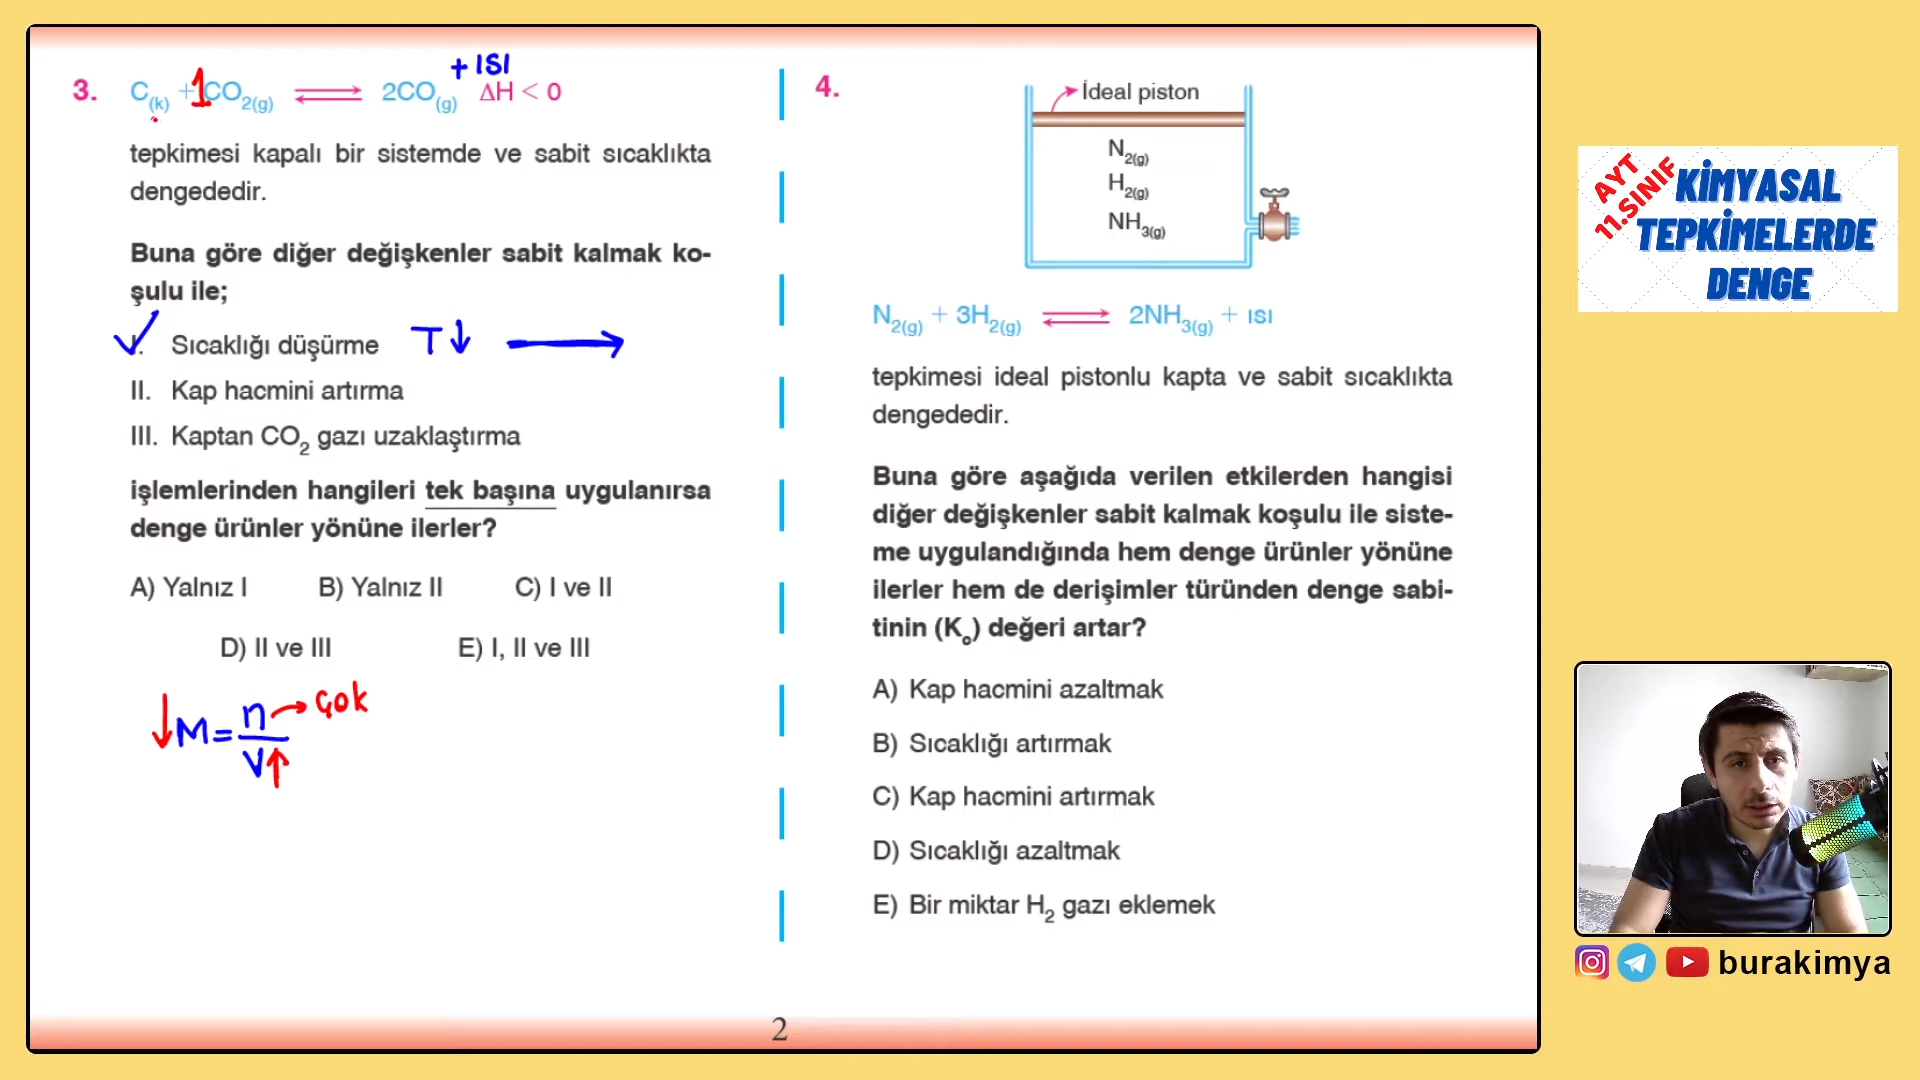 3. C(k) + 1CO2(g) ⇌ 2CO(g) + ISI ΔH < 0
tepkimesi kapalı bir sistemde ve sabit sıcaklıkta
dengededir.
Buna göre diğer değişkenler sabit kalmak ko-
şulu ile;
I. Sıcaklığı düşürme T↓ →
II. Kap hacmini artırma
III. Kaptan CO2 gazı uzaklaştırma
işlemlerinden hangileri tek başına uygulanırsa
denge ürünler yönüne ilerler?
A) Yalnız I B) Yalnız II C) I ve II
D) II ve III E) I, II ve III
↓M = n/V↑ → çok
4.
İdeal piston
N2(g)
H2(g)
NH3(g)
N2(g) + 3H2(g) ⇌ 2NH3(g) + ısı
tepkimesi ideal pistonlu kapta ve sabit sıcaklıkta
dengededir.
Buna göre aşağıda verilen etkilerden hangisi
diğer değişkenler sabit kalmak koşulu ile siste-
me uygulandığında hem denge ürünler yönüne
ilerler hem de derişimler türünden denge sabi-
tinin (Kc) değeri artar?
A) Kap hacmini azaltmak
B) Sıcaklığı artırmak
C) Kap hacmini artırmak
D) Sıcaklığı azaltmak
E) Bir miktar H2 gazı eklemek
2
AYT
11.SINIF
KİMYASAL
TEPKİMELERDE
DENGE
burakimya